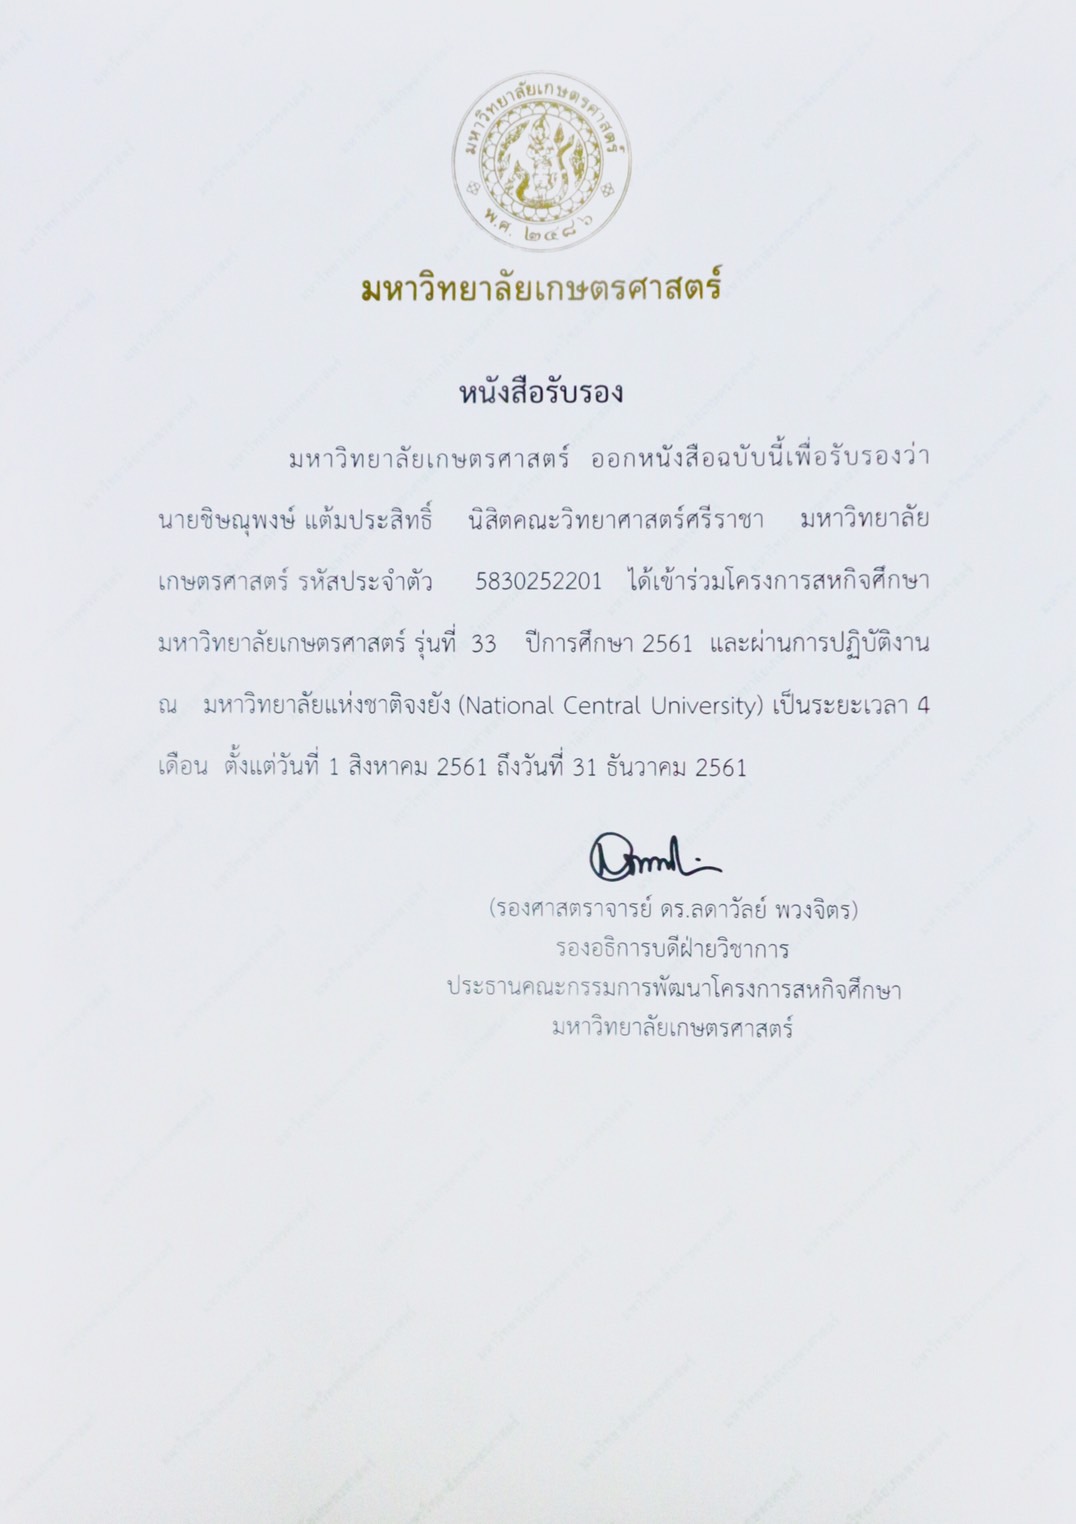 มหาวิทยาลัยเกษตรศาสตร์
พ.ศ. ๒๔๘๖
มหาวิทยาลัยเกษตรศาสตร์
หนังสือรับรอง
มหาวิทยาลัยเกษตรศาสตร์ ออกหนังสือฉบับนี้เพื่อรับรองว่า
นายชิษณุพงษ์ แต้มประสิทธิ์ นิสิตคณะวิทยาศาสตร์ศรีราชา มหาวิทยาลัย
เกษตรศาสตร์ รหัสประจำตัว 5830252201 ได้เข้าร่วมโครงการสหกิจศึกษา
มหาวิทยาลัยเกษตรศาสตร์ รุ่นที่ 33 ปีการศึกษา 2561 และผ่านการปฏิบัติงาน
ณ มหาวิทยาลัยแห่งชาติจงยัง (National Central University) เป็นระยะเวลา 4
เดือน ตั้งแต่วันที่ 1 สิงหาคม 2561 ถึงวันที่ 31 ธันวาคม 2561
(รองศาสตราจารย์ ดร.ลดาวัลย์ พวงจิตร)
รองอธิการบดีฝ่ายวิชาการ
ประธานคณะกรรมการพัฒนาโครงการสหกิจศึกษา
มหาวิทยาลัยเกษตรศาสตร์